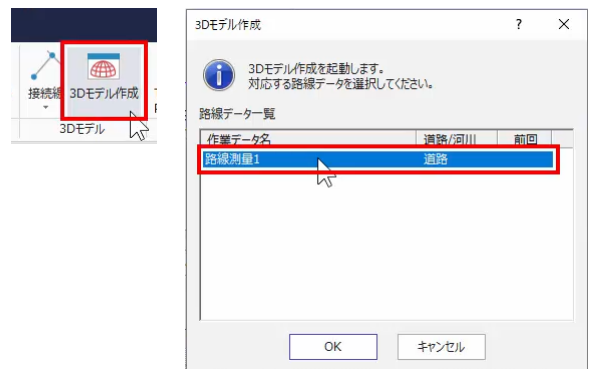 接続線
3Dモデル作成
3Dモデル
3Dモデル作成
?
×
3Dモデル作成を起動します。
対応する路線データを選択してください。
路線データ一覧
作業データ名 道路/河川 前回
路線測量1 道路
OK キャンセル